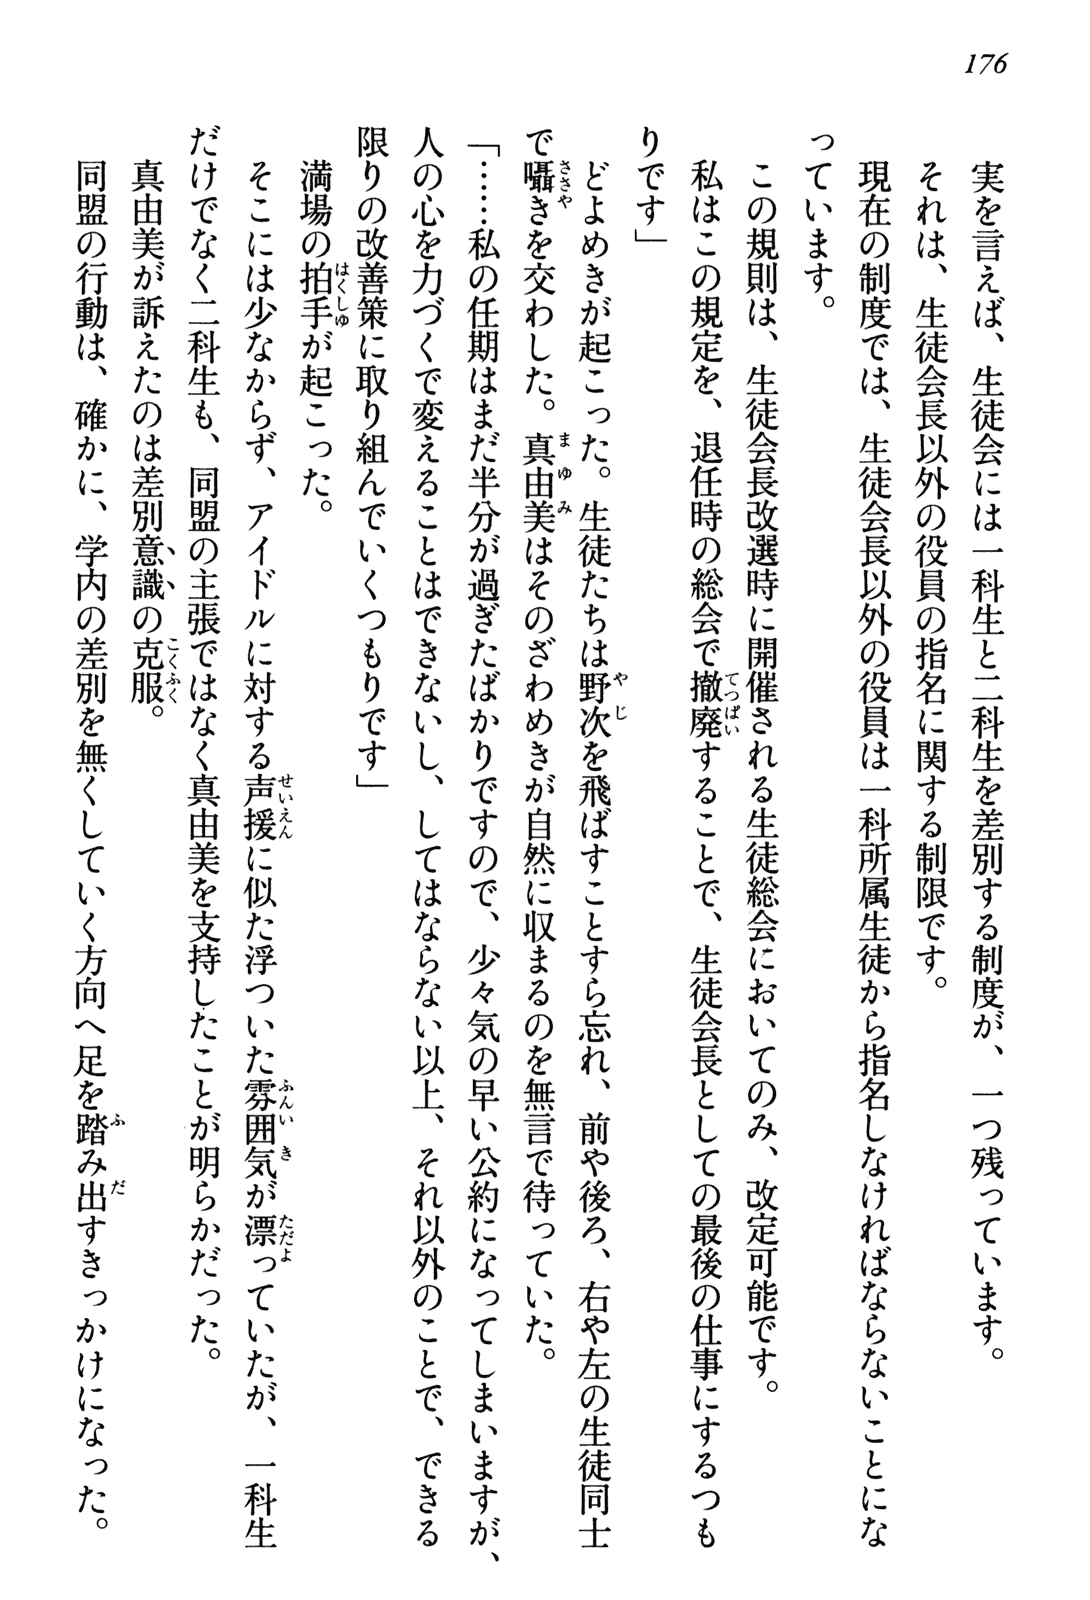 176
実を言えば、生徒会には一科生と二科生を差別する制度が、一つ残っています。
それは、生徒会長以外の役員の指名に関する制限です。
現在の制度では、生徒会長以外の役員は一科所属生徒から指名しなければならないことにな
っています。
この規則は、生徒会長改選時に開催される生徒総会においてのみ、改定可能です。
私はこの規定を、退任時の総会で撤廃することで、生徒会長としての最後の仕事にするつも
りです」
どよめきが起こった。生徒たちは野次を飛ばすことすら忘れ、前や後ろ、右や左の生徒同士
で囁きを交わした。真由美はそのざわめきが自然に収まるのを無言で待っていた。
「……私の任期はまだ半分が過ぎたばかりですので、少々気の早い公約になってしまいますが、
人の心を力づくで変えることはできないし、してはならない以上、それ以外のことで、できる
限りの改善策に取り組んでいくつもりです」
満場の拍手が起こった。
そこには少なからず、アイドルに対する声援に似た浮ついた雰囲気が漂っていたが、一科生
だけでなく二科生も、同盟の主張ではなく真由美を支持したことが明らかだった。
真由美が訴えたのは差別意識の克服。
同盟の行動は、確かに、学内の差別を無くしていく方向へ足を踏み出すきっかけになった。